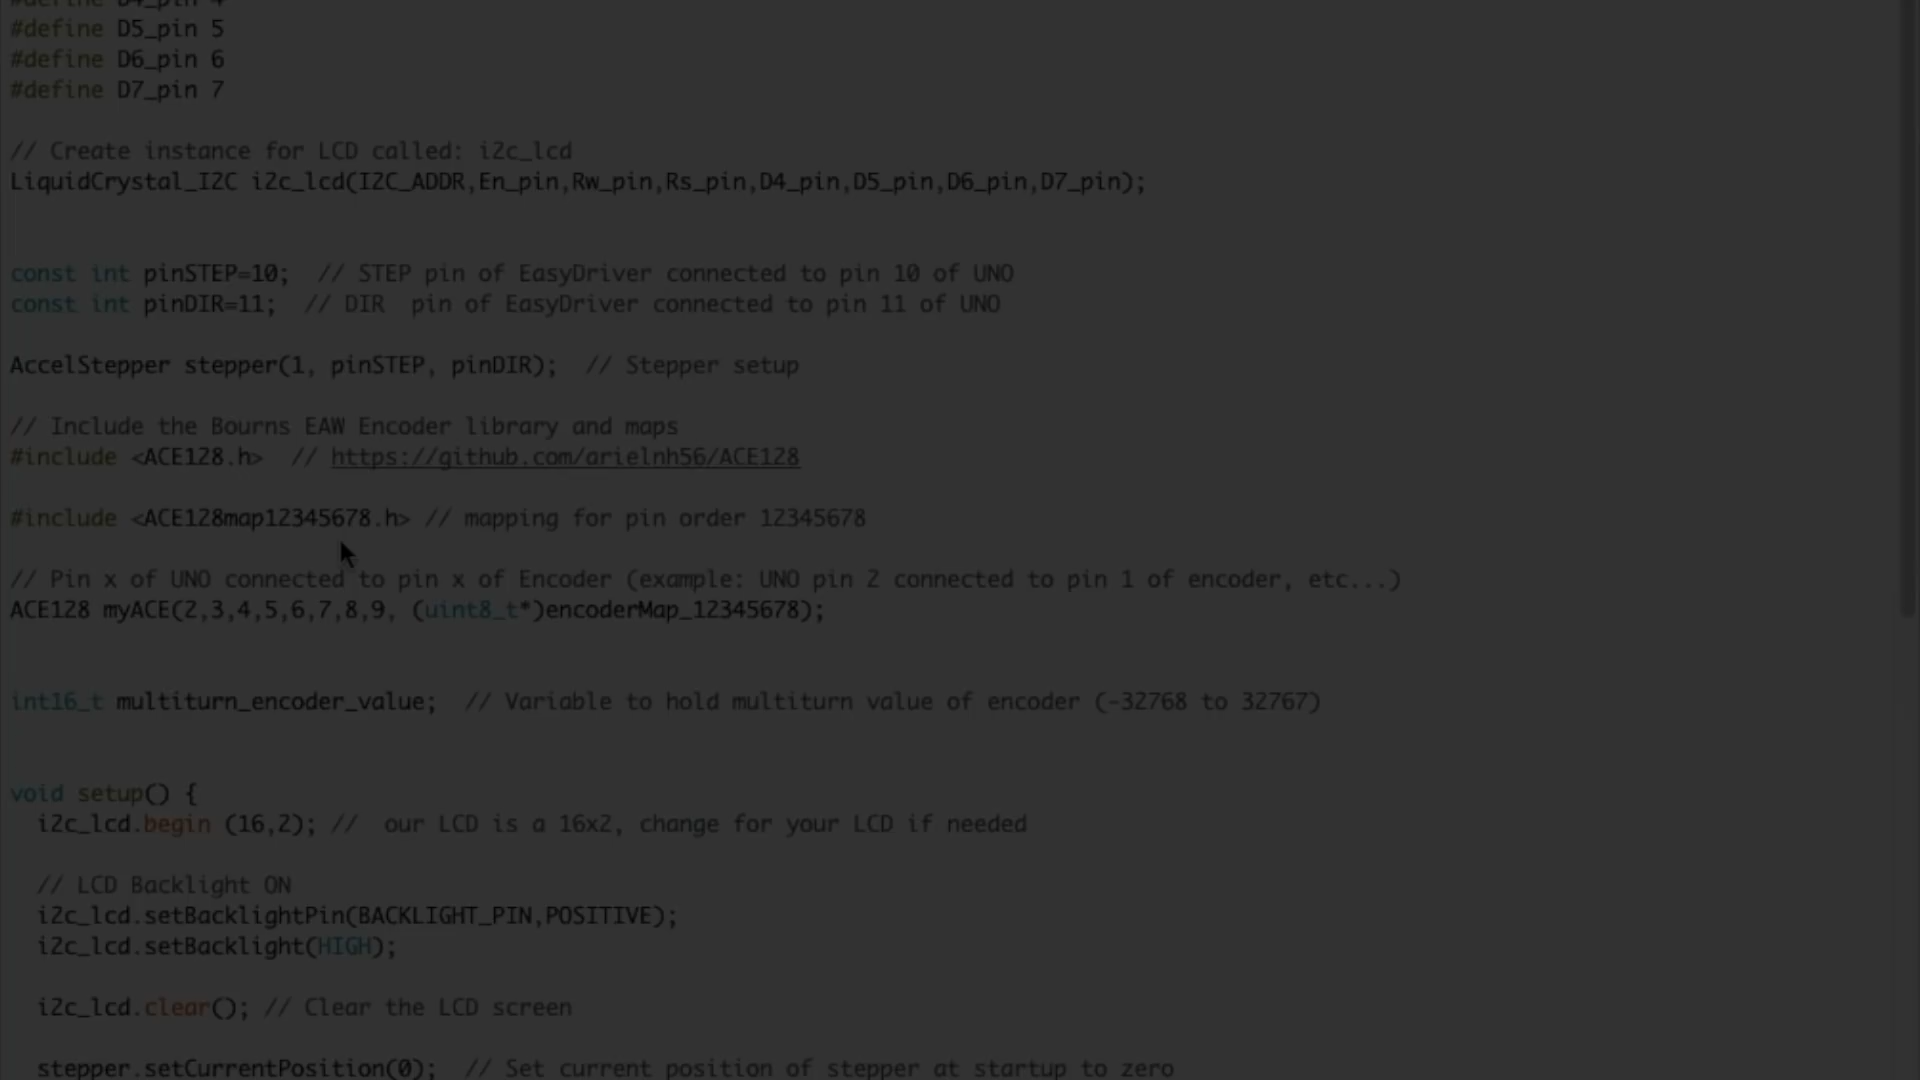 #define D4_pin 4
#define D5_pin 5
#define D6_pin 6
#define D7_pin 7
// Create instance for LCD called: i2c_lcd
LiquidCrystal_I2C i2c_lcd(I2C_ADDR,En_pin,Rw_pin,Rs_pin,D4_pin,D5_pin,D6_pin,D7_pin);
const int pinSTEP=10;  // STEP pin of EasyDriver connected to pin 10 of UNO
const int pinDIR=11;  // DIR  pin of EasyDriver connected to pin 11 of UNO
AccelStepper stepper(1, pinSTEP, pinDIR);  // Stepper setup
// Include the Bourns EAW Encoder library and maps
#include <ACE128.h>  // https://github.com/arielnh56/ACE128
#include <ACE128map12345678.h> // mapping for pin order 12345678
// Pin x of UNO connected to pin x of Encoder (example: UNO pin 2 connected to pin 1 of encoder, etc...)
ACE128 myACE(2,3,4,5,6,7,8,9, (uint8_t*)encoderMap_12345678);
int16_t multiturn_encoder_value;  // Variable to hold multiturn value of encoder (-32768 to 32767)
void setup() {
  i2c_lcd.begin (16,2); //  our LCD is a 16x2, change for your LCD if needed
  // LCD Backlight ON
  i2c_lcd.setBacklightPin(BACKLIGHT_PIN,POSITIVE);
  i2c_lcd.setBacklight(HIGH);
  i2c_lcd.clear(); // Clear the LCD screen
  stepper.setCurrentPosition(0);  // Set current position of stepper at startup to zero